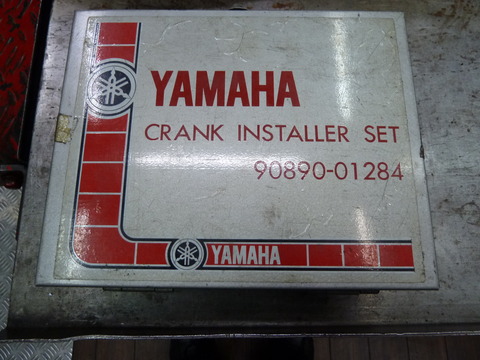 YAMAHA
CRANK INSTALLER SET
90890-01284
YAMAHA